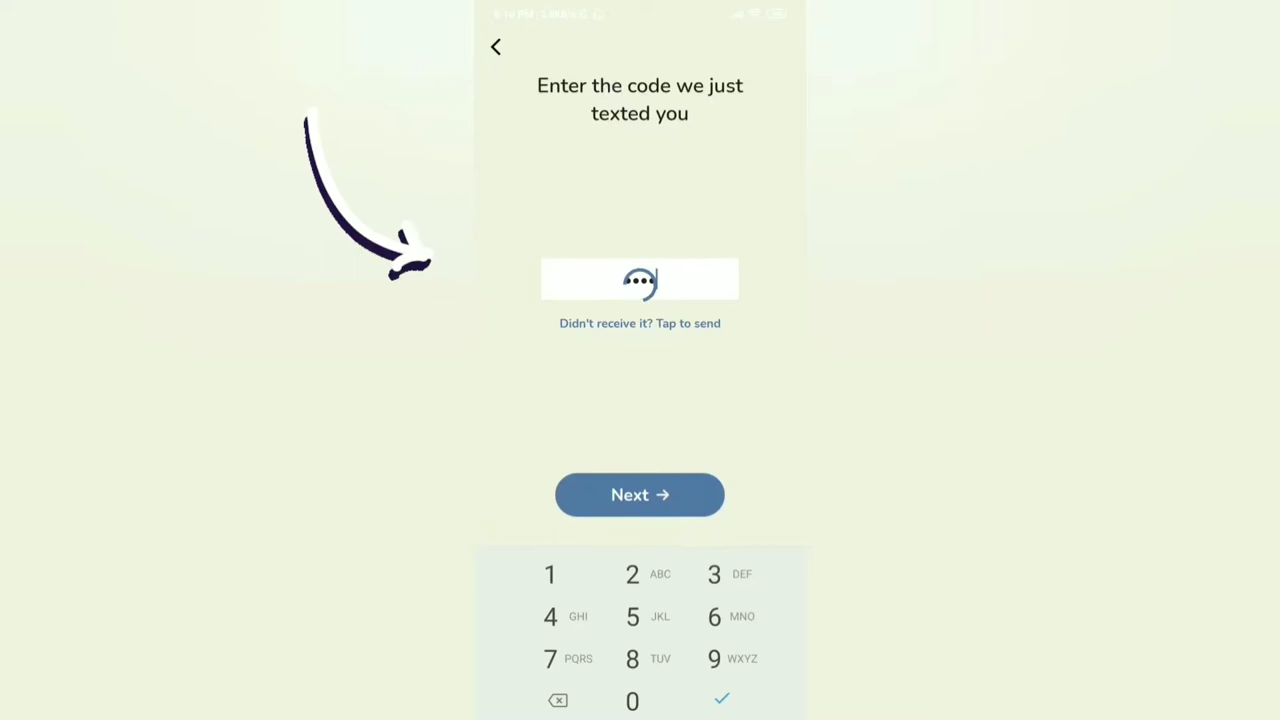 Enter the code we just
texted you
••••
Didn't receive it? Tap to send
Next →
1 2 ABC 3 DEF
4 GHI 5 JKL 6 MNO
7 PQRS 8 TUV 9 WXYZ
0